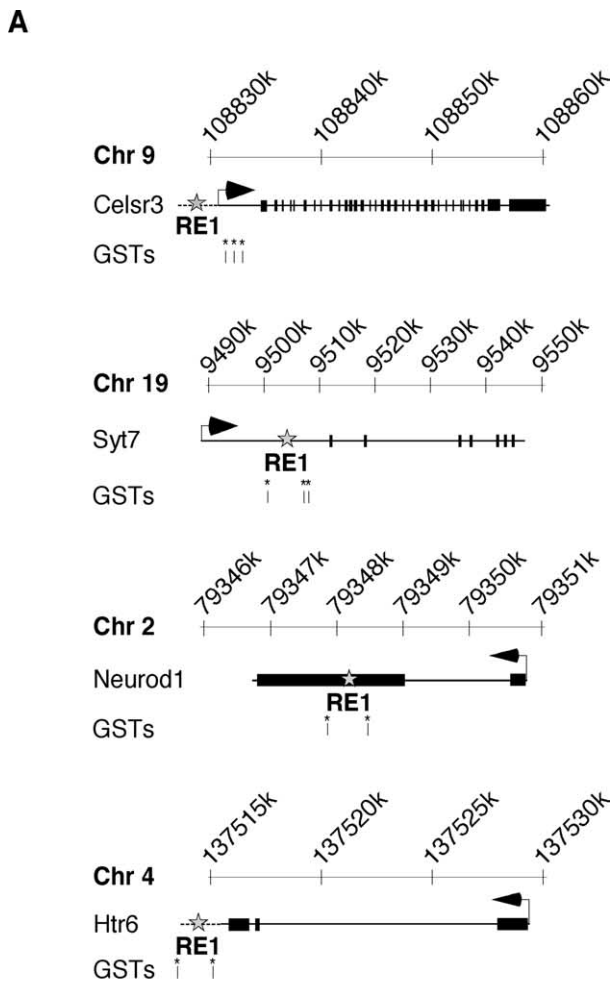 A
108830k 108840k 108850k 108860k
Chr 9
Celsr3
RE1
GSTs * * *
9490k 9500k 9510k 9520k 9530k 9540k 9550k
Chr 19
Syt7
RE1
GSTs * * *
79346k 79347k 79348k 79349k 79350k 79351k
Chr 2
Neurod1
RE1
GSTs * *
137515k 137520k 137525k 137530k
Chr 4
Htr6
RE1
GSTs * *